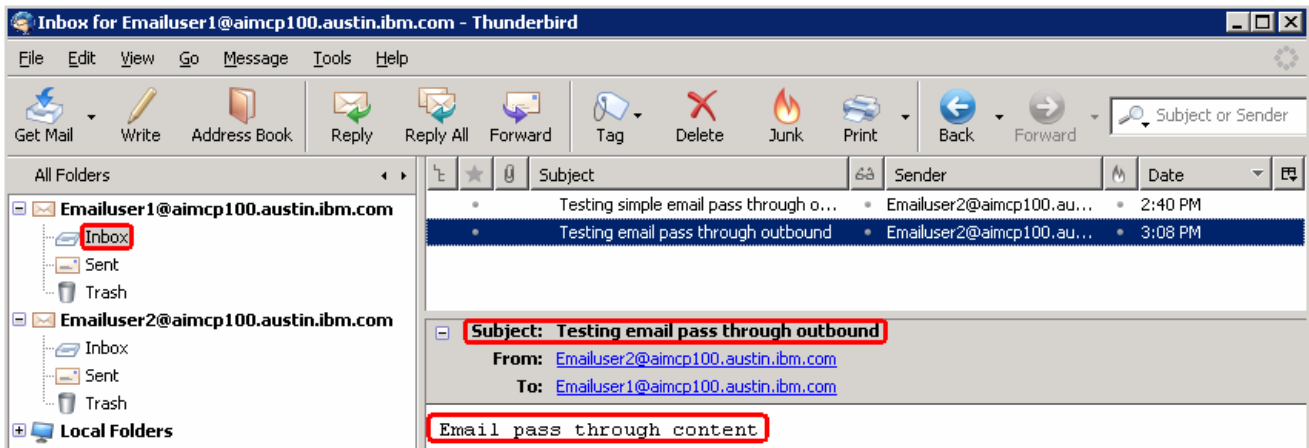 Inbox for Emailuser1@aimcp100.austin.ibm.com - Thunderbird
File Edit View Go Message Tools Help
Get Mail Write Address Book Reply Reply All Forward Tag Delete Junk Print Back Forward Subject or Sender
All Folders Subject Sender Date
Emailuser1@aimcp100.austin.ibm.com
Inbox
Sent
Trash
Emailuser2@aimcp100.austin.ibm.com
Inbox
Sent
Trash
Local Folders
Testing simple email pass through o... Emailuser2@aimcp100.au... 2:40 PM
Testing email pass through outbound Emailuser2@aimcp100.au... 3:08 PM
Subject: Testing email pass through outbound
From: Emailuser2@aimcp100.austin.ibm.com
To: Emailuser1@aimcp100.austin.ibm.com
Email pass through content